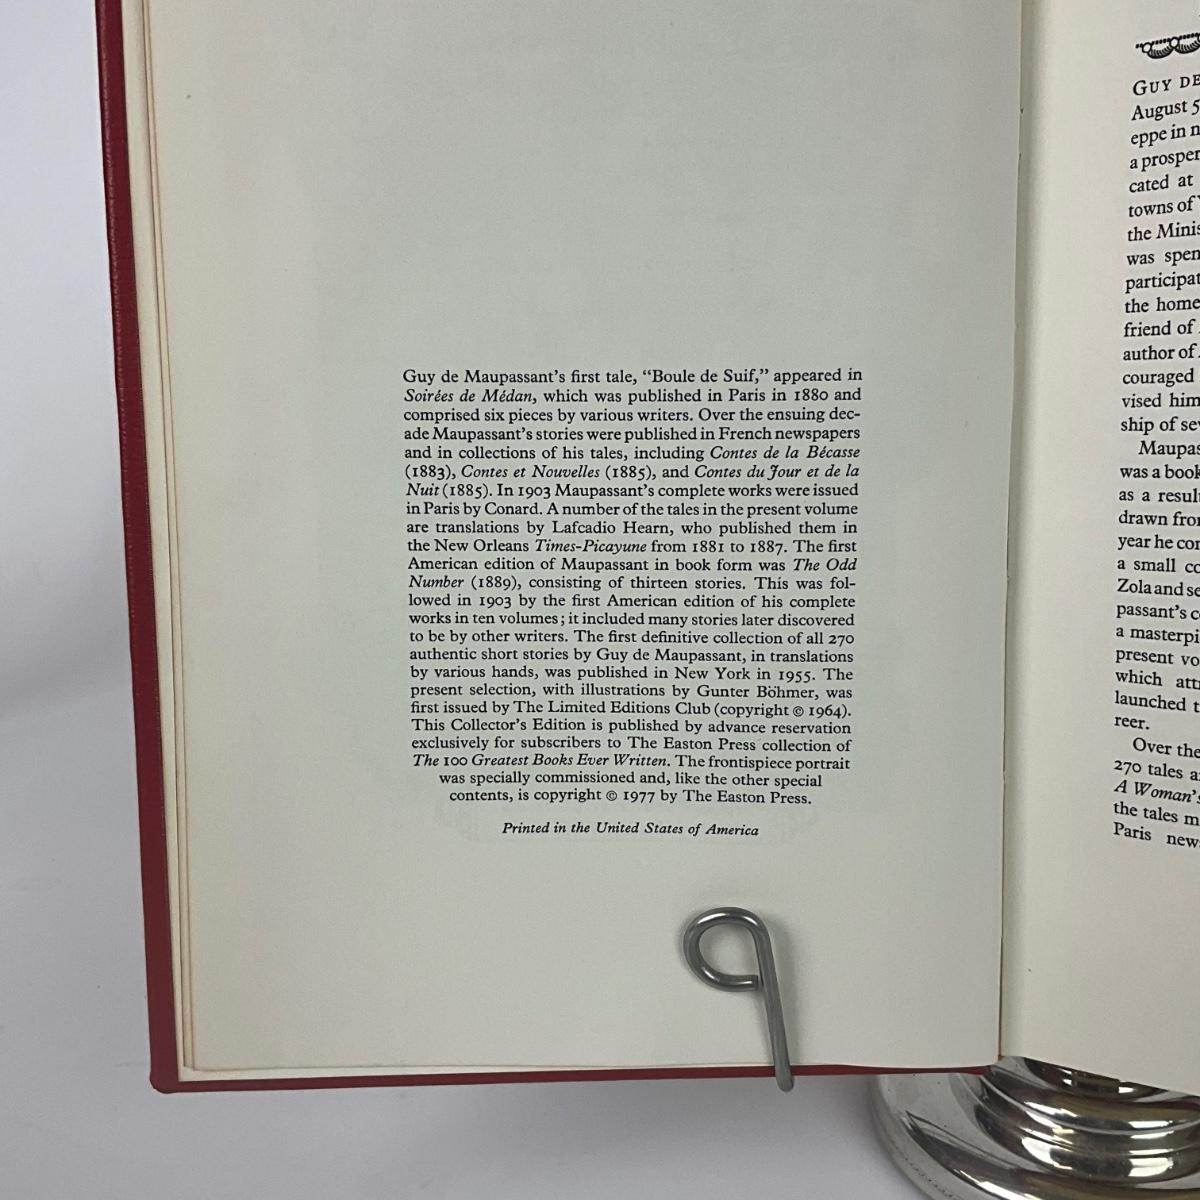 Guy de Maupassant's first tale, “Boule de Suif,” appeared in
Soirées de Médan, which was published in Paris in 1880 and
comprised six pieces by various writers. Over the ensuing dec-
ade Maupassant's stories were published in French newspapers
and in collections of his tales, including Contes de la Bécasse
(1883), Contes et Nouvelles (1885), and Contes du Jour et de la
Nuit (1885). In 1903 Maupassant's complete works were issued
in Paris by Conard. A number of the tales in the present volume
are translations by Lafcadio Hearn, who published them in
the New Orleans Times-Picayune from 1881 to 1887. The first
American edition of Maupassant in book form was The Odd
Number (1889), consisting of thirteen stories. This was fol-
lowed in 1903 by the first American edition of his complete
works in ten volumes; it included many stories later discovered
to be by other writers. The first definitive collection of all 270
authentic short stories by Guy de Maupassant, in translations
by various hands, was published in New York in 1955. The
present selection, with illustrations by Gunter Böhmer, was
first issued by The Limited Editions Club (copyright © 1964).
This Collector's Edition is published by advance reservation
exclusively for subscribers to The Easton Press collection of
The 100 Greatest Books Ever Written. The frontispiece portrait
was specially commissioned and, like the other special
contents, is copyright © 1977 by The Easton Press.
Printed in the United States of America
GUY DE
August 5
eppe in n
a prosper
cated at
towns of
the Minis
was spen
participat
the home
friend of
author of
couraged
vised him
ship of se
Maupas
was a book
as a result
drawn from
year he con
a small co
Zola and se
passant's c
a masterpi
present vo
which att
launched t
reer.
Over the
270 tales a
A Woman's
the tales m
Paris new